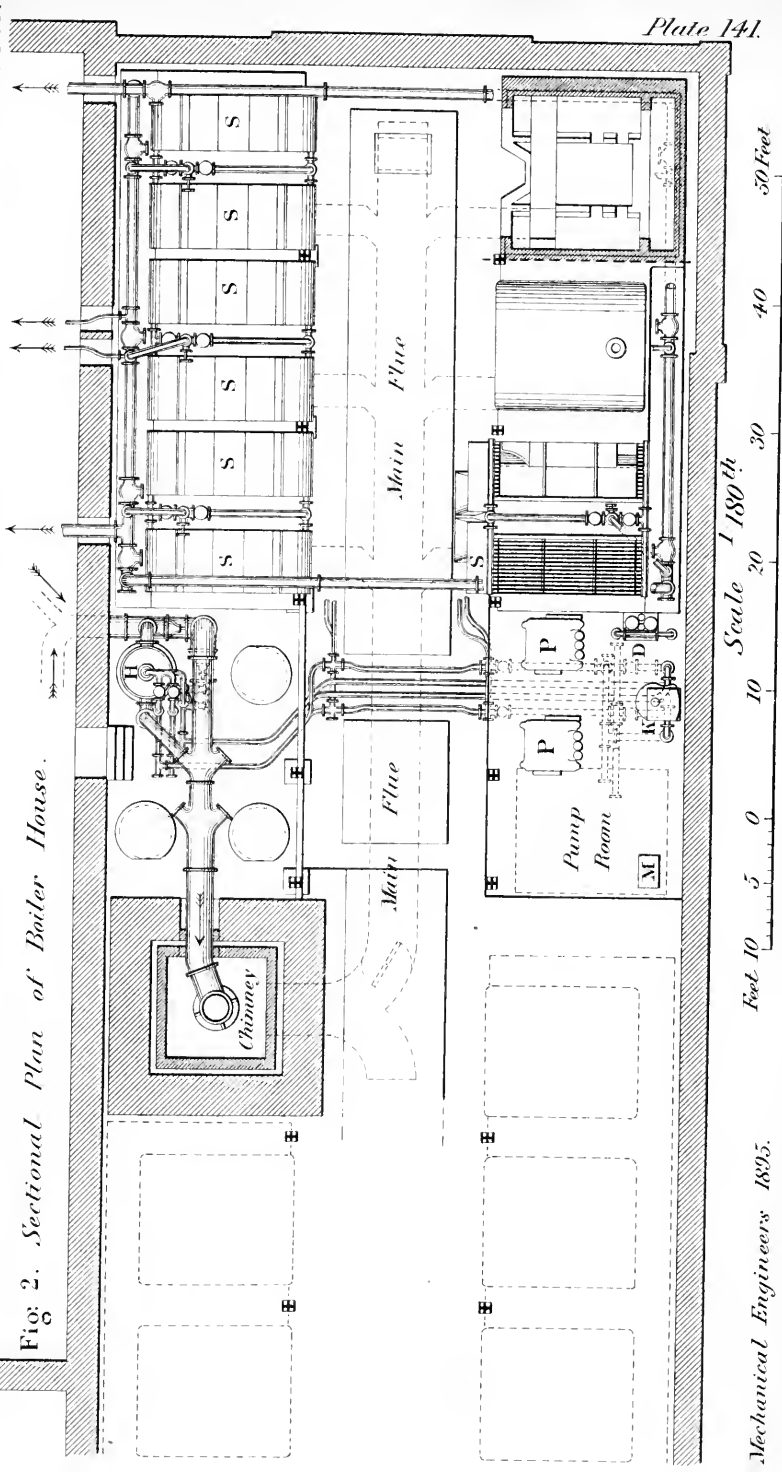 Plate 141.
Fig. 2. Sectional Plan of Boiler House.
S
S
S
S
S
S
Main Flue
S
H
P
D
P
K
Main Flue
Pump
Room
M
Chimney
Feet 10 5 0 10 20 30 40 50 Feet
Scale 1/180th
Mechanical Engineers 1895.